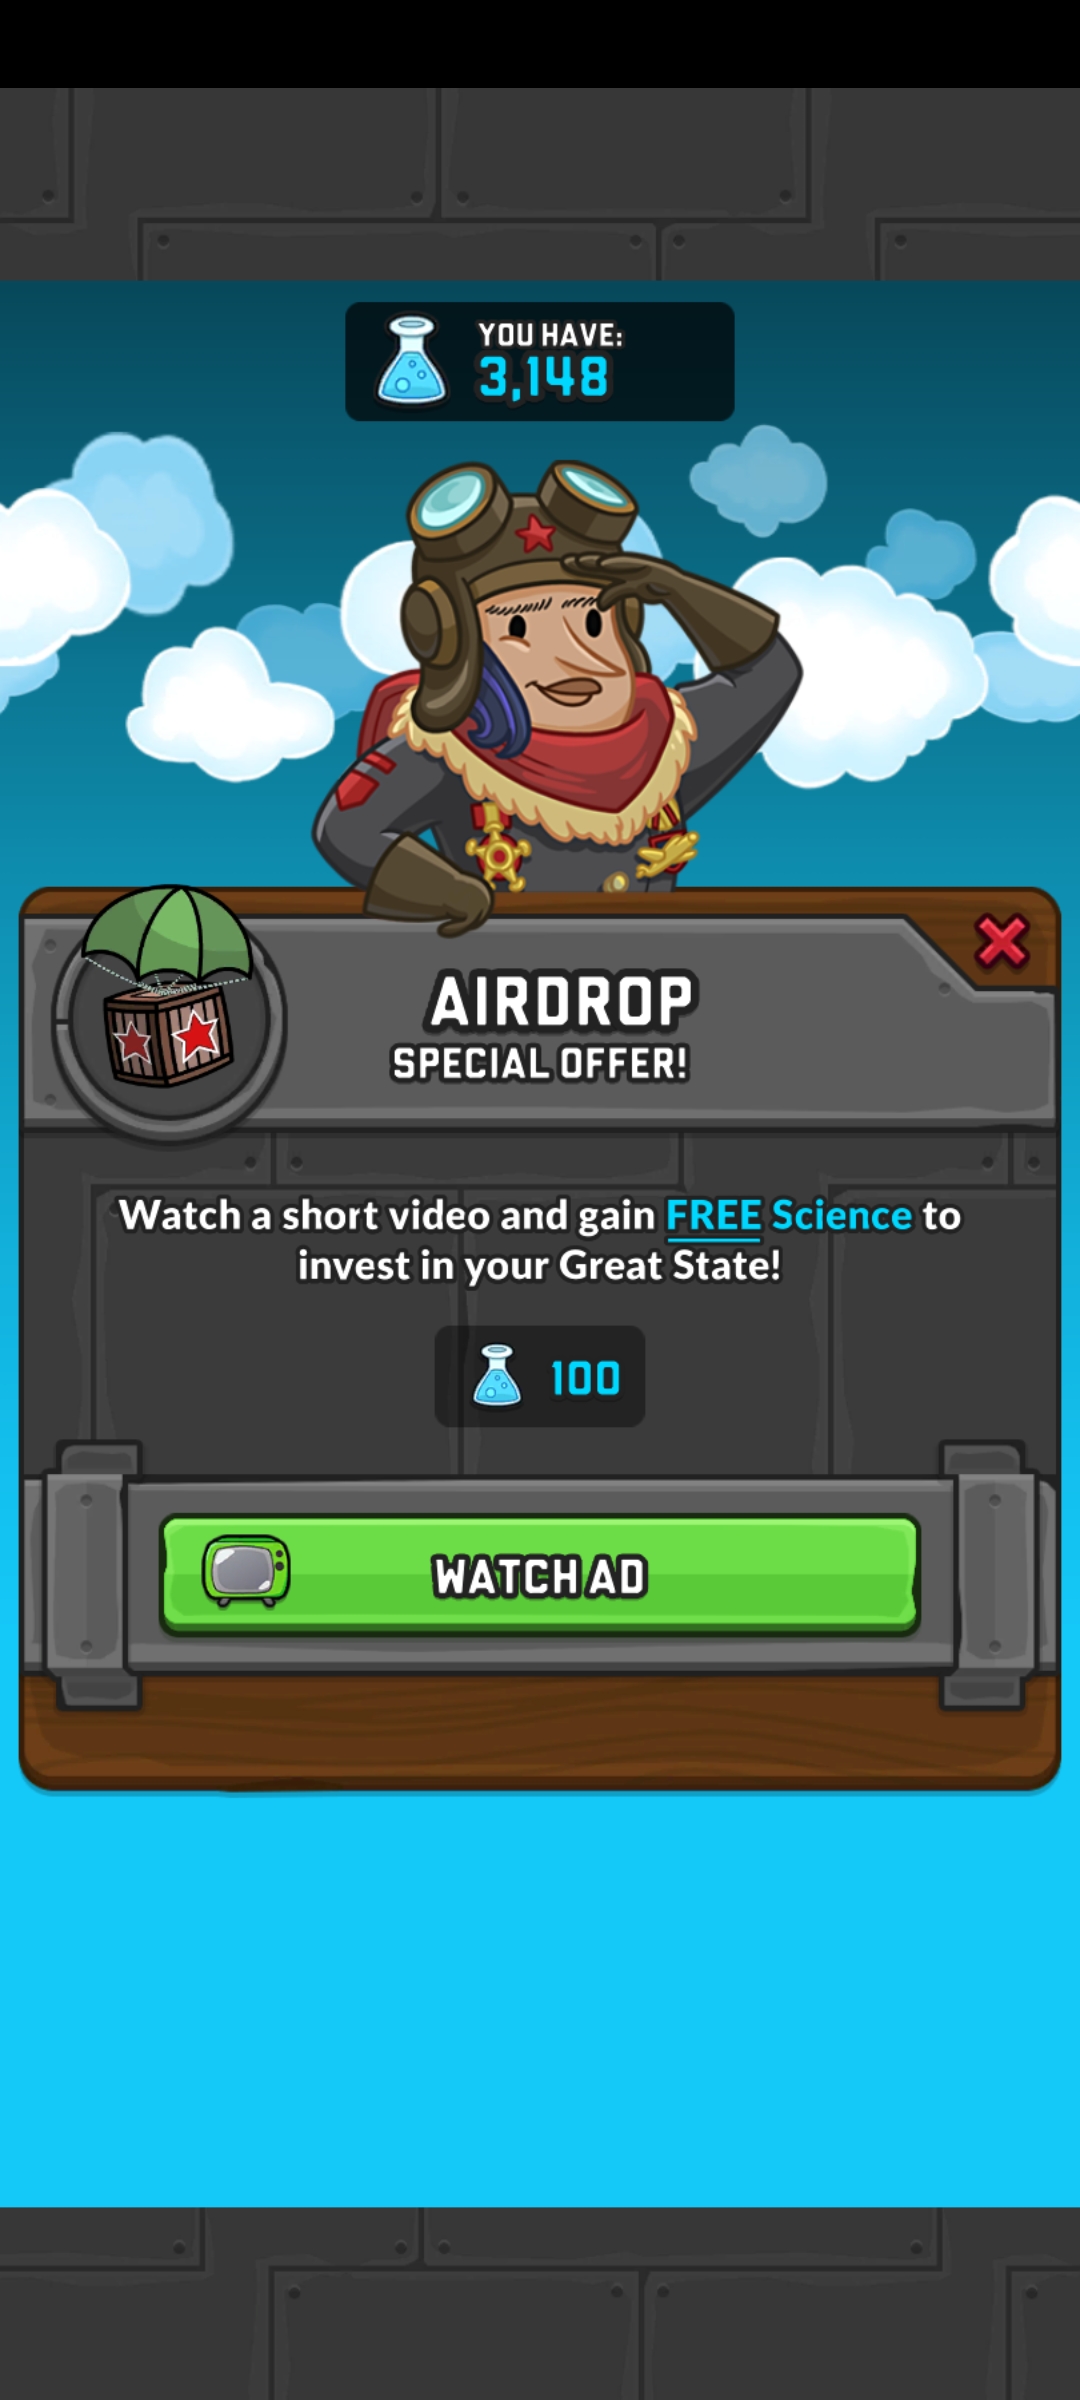 YOU HAVE:
3,148
AIRDROP
SPECIAL OFFER!
Watch a short video and gain FREE Science to
invest in your Great State!
100
WATCH AD